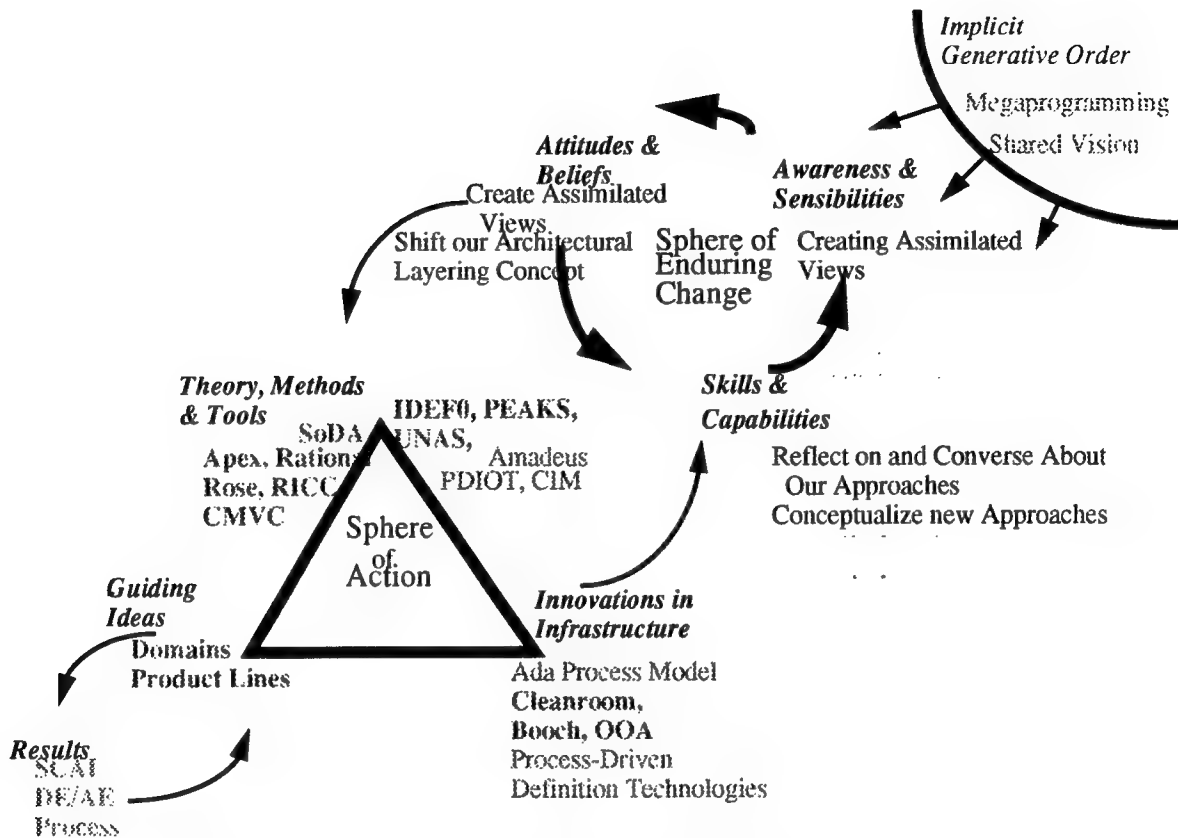 Implicit
Generative Order
Megaprogramming
Shared Vision
Attitudes &
Beliefs
Create Assimilated
Views
Shift our Architectural
Layering Concept
Awareness &
Sensibilities
Sphere of
Enduring
Change
Creating Assimilated
Views
Skills &
Capabilities
Reflect on and Converse About
Our Approaches
Conceptualize new Approaches
Theory, Methods
& Tools
SoDA
Apex, Rational
Rose, RICC
CMVC
IDEF0, PEAKS,
UNAS,
Amadeus
PDIOT, CIM
Sphere
of
Action
Guiding
Ideas
Domains
Product Lines
Innovations in
Infrastructure
Ada Process Model
Cleanroom,
Booch, OOA
Process-Driven
Definition Technologies
Results
SCAI
DE/AE
Process